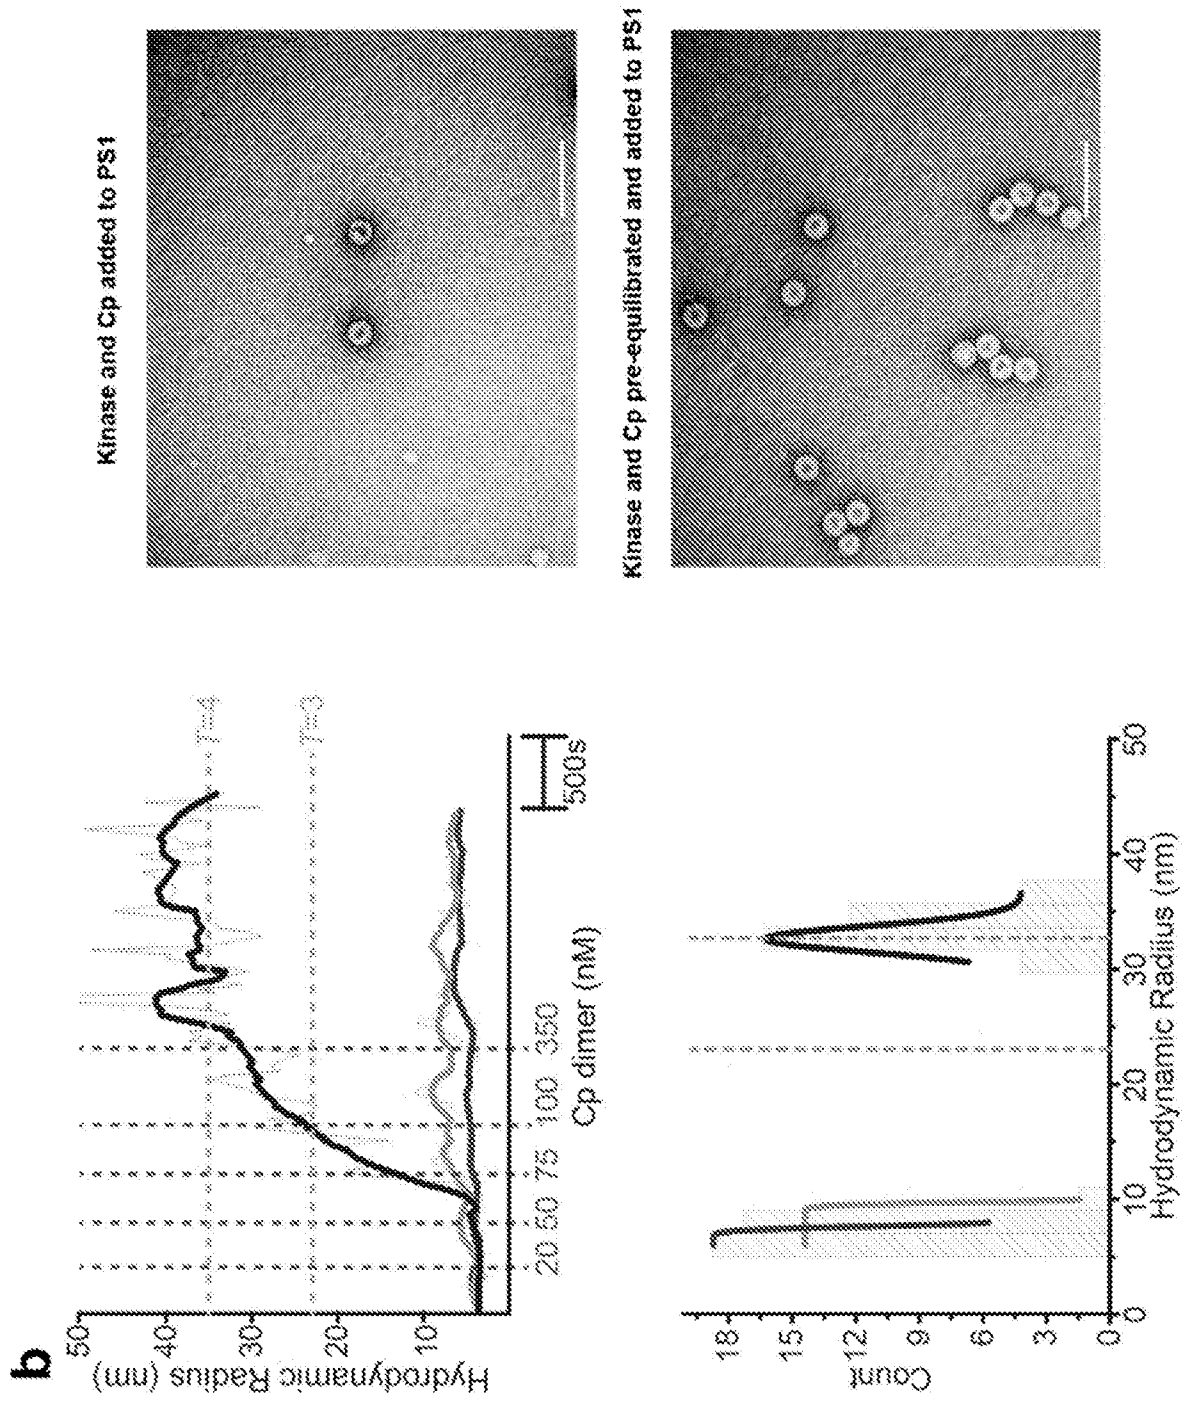 b
50
40
30
20
10
Hydrodynamic Radius (nm)
T=4
T=3
20 50 75 100 350
Cp dimer (nM)
500s
Kinase and Cp added to PS1
18
15
12
9
6
3
0
Count
0 10 20 30 40 50
Hydrodynamic Radius (nm)
Kinase and Cp pre-equilibrated and added to PS1